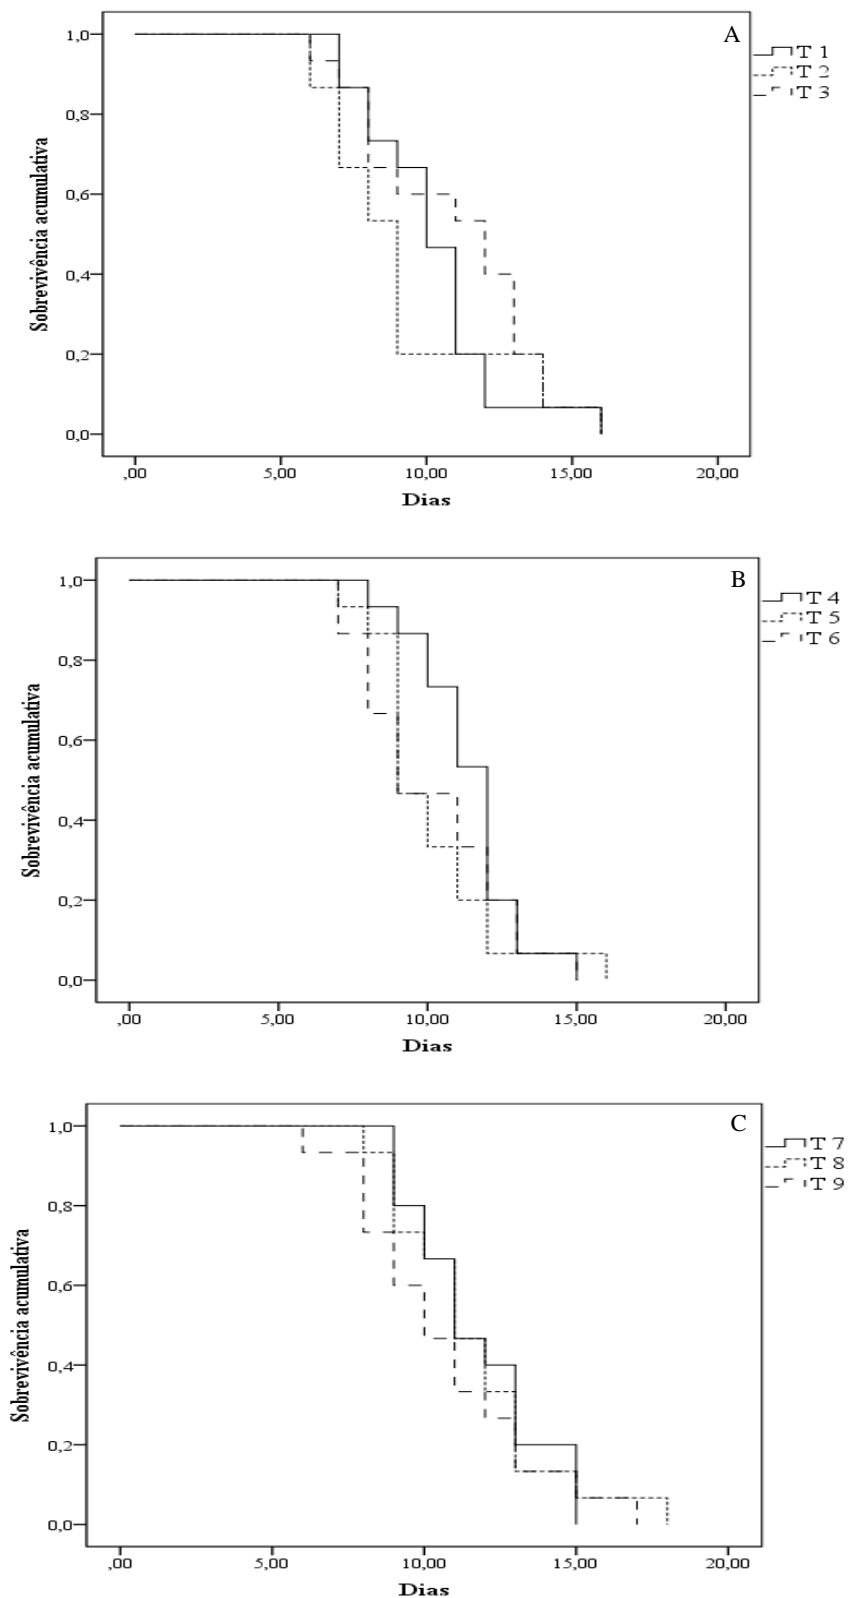 A
T 1
T 2
T 3
1,0
0,8
0,6
0,4
0,2
0,0
Sobrevivência acumulativa
,00 5,00 10,00 15,00 20,00
Dias
B
T 4
T 5
T 6
1,0
0,8
0,6
0,4
0,2
0,0
Sobrevivência acumulativa
,00 5,00 10,00 15,00 20,00
Dias
C
T 7
T 8
T 9
1,0
0,8
0,6
0,4
0,2
0,0
Sobrevivência acumulativa
,00 5,00 10,00 15,00 20,00
Dias